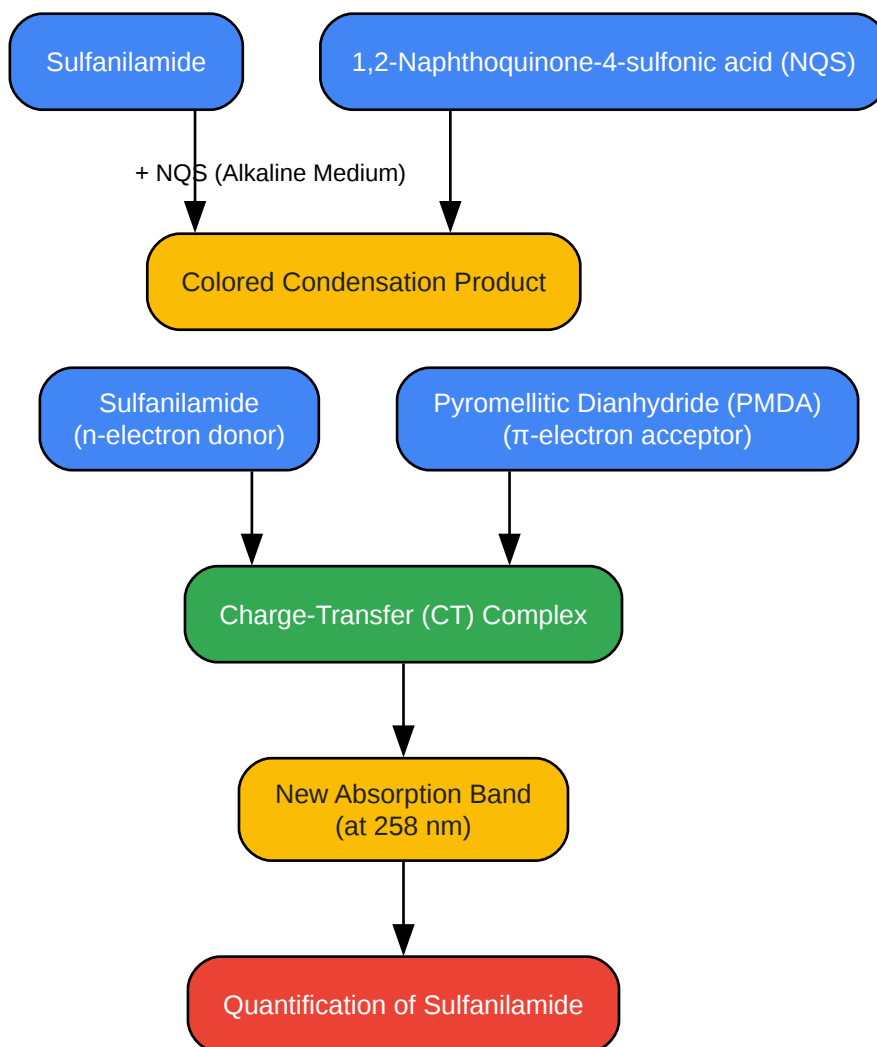 Sulfanilamide
1,2-Naphthoquinone-4-sulfonic acid (NQS)
+ NQS (Alkaline Medium)
Colored Condensation Product
Sulfanilamide
(n-electron donor)
Pyromellitic Dianhydride (PMDA)
(π-electron acceptor)
Charge-Transfer (CT) Complex
New Absorption Band
(at 258 nm)
Quantification of Sulfanilamide